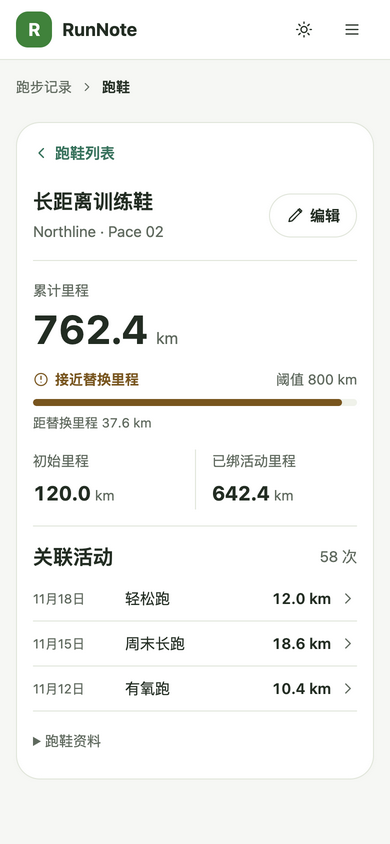 R RunNote
跑步记录 > 跑鞋
< 跑鞋列表
长距离训练鞋
Northline · Pace 02
编辑
累计里程
762.4 km
接近替换里程 阈值 800 km
距替换里程 37.6 km
初始里程 已绑活动里程
120.0 km 642.4 km
关联活动 58 次
11月18日 轻松跑 12.0 km >
11月15日 周末长跑 18.6 km >
11月12日 有氧跑 10.4 km >
▶ 跑鞋资料